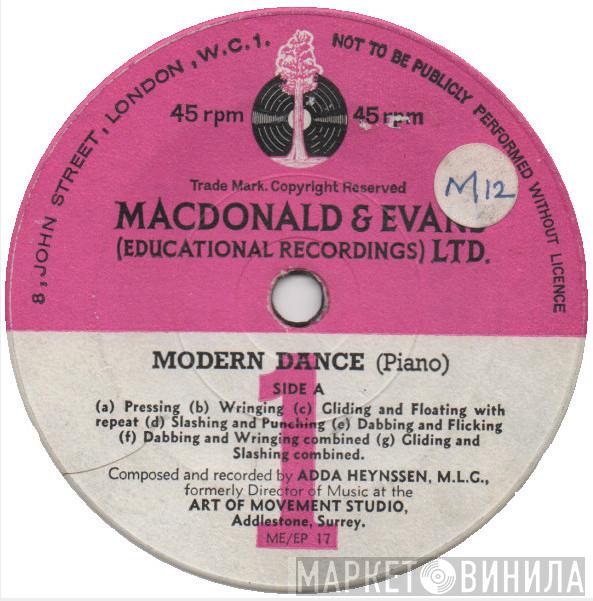 8, JOHN STREET, LONDON, W.C.1.
NOT TO BE PUBLICLY PERFORMED WITHOUT LICENCE
45 rpm 45 rpm
Trade Mark. Copyright Reserved
M12
MACDONALD & EVANS
(EDUCATIONAL RECORDINGS) LTD.
MODERN DANCE (Piano)
SIDE A
1
(a) Pressing (b) Wringing (c) Gliding and Floating with
repeat (d) Slashing and Punching (e) Dabbing and Flicking
(f) Dabbing and Wringing combined (g) Gliding and
Slashing combined.
Composed and recorded by ADDA HEYNSSEN, M.L.G.,
formerly Director of Music at the
ART OF MOVEMENT STUDIO,
Addlestone, Surrey.
ME/EP 17
МАРКЕТ ВИНИЛА